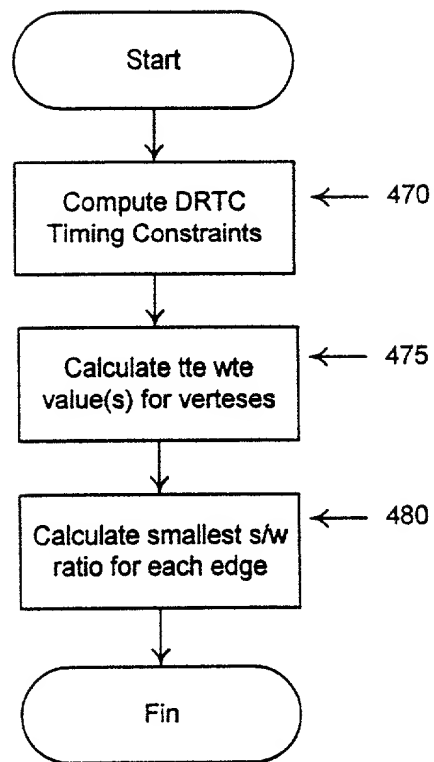 Start
Compute DRTC
Timing Constraints
470
Calculate tte wte
value(s) for verteses
475
Calculate smallest s/w
ratio for each edge
480
Fin